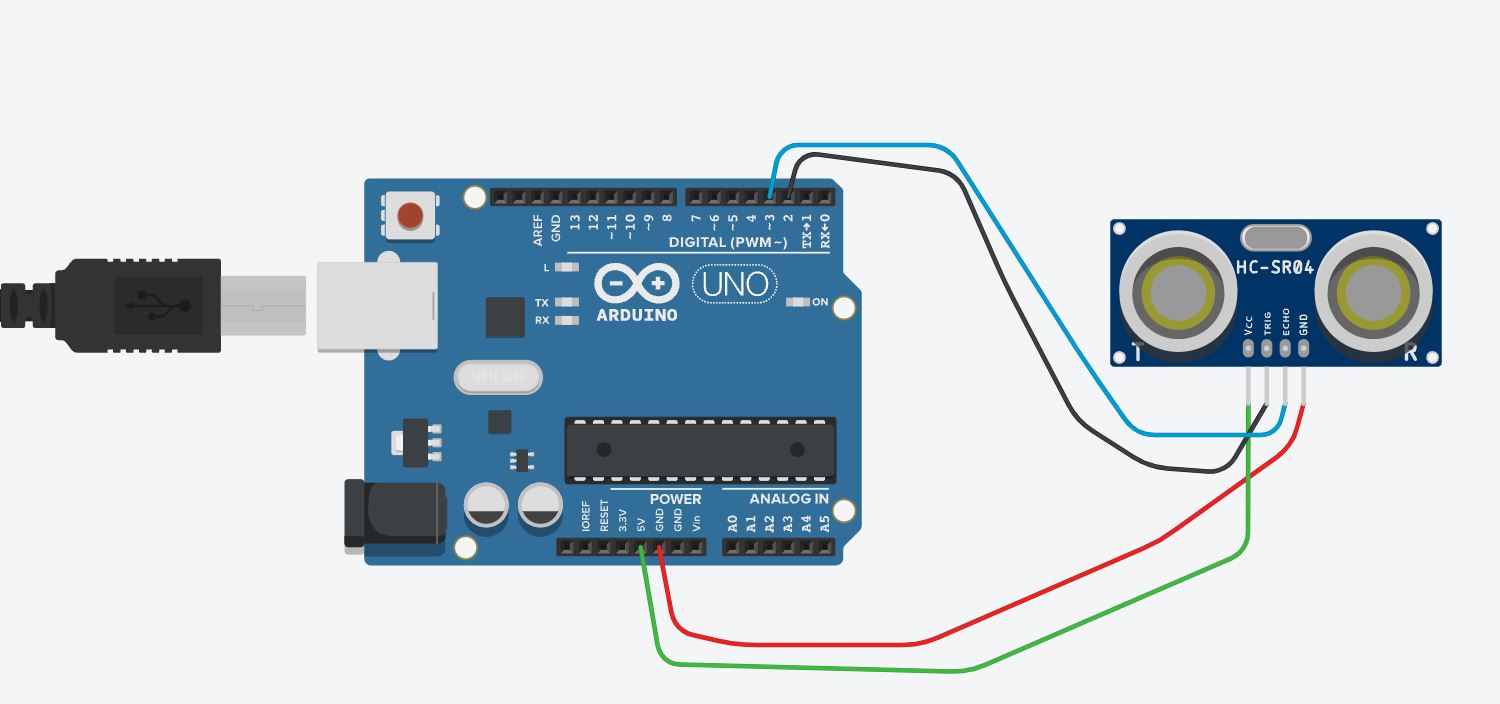 AREF
GND
13
12
~11
~10
~9
8
7
~6
~5
4
~3
2
TX→1
RX←0
DIGITAL (PWM~)
L
TX
RX
UNO
ON
ARDUINO
HC-SR04
Vcc
TRIG
ECHO
GND
T
R
SPK16.000G
POWER
ANALOG IN
IOREF
RESET
3.3V
5V
GND
GND
Vin
A0
A1
A2
A3
A4
A5